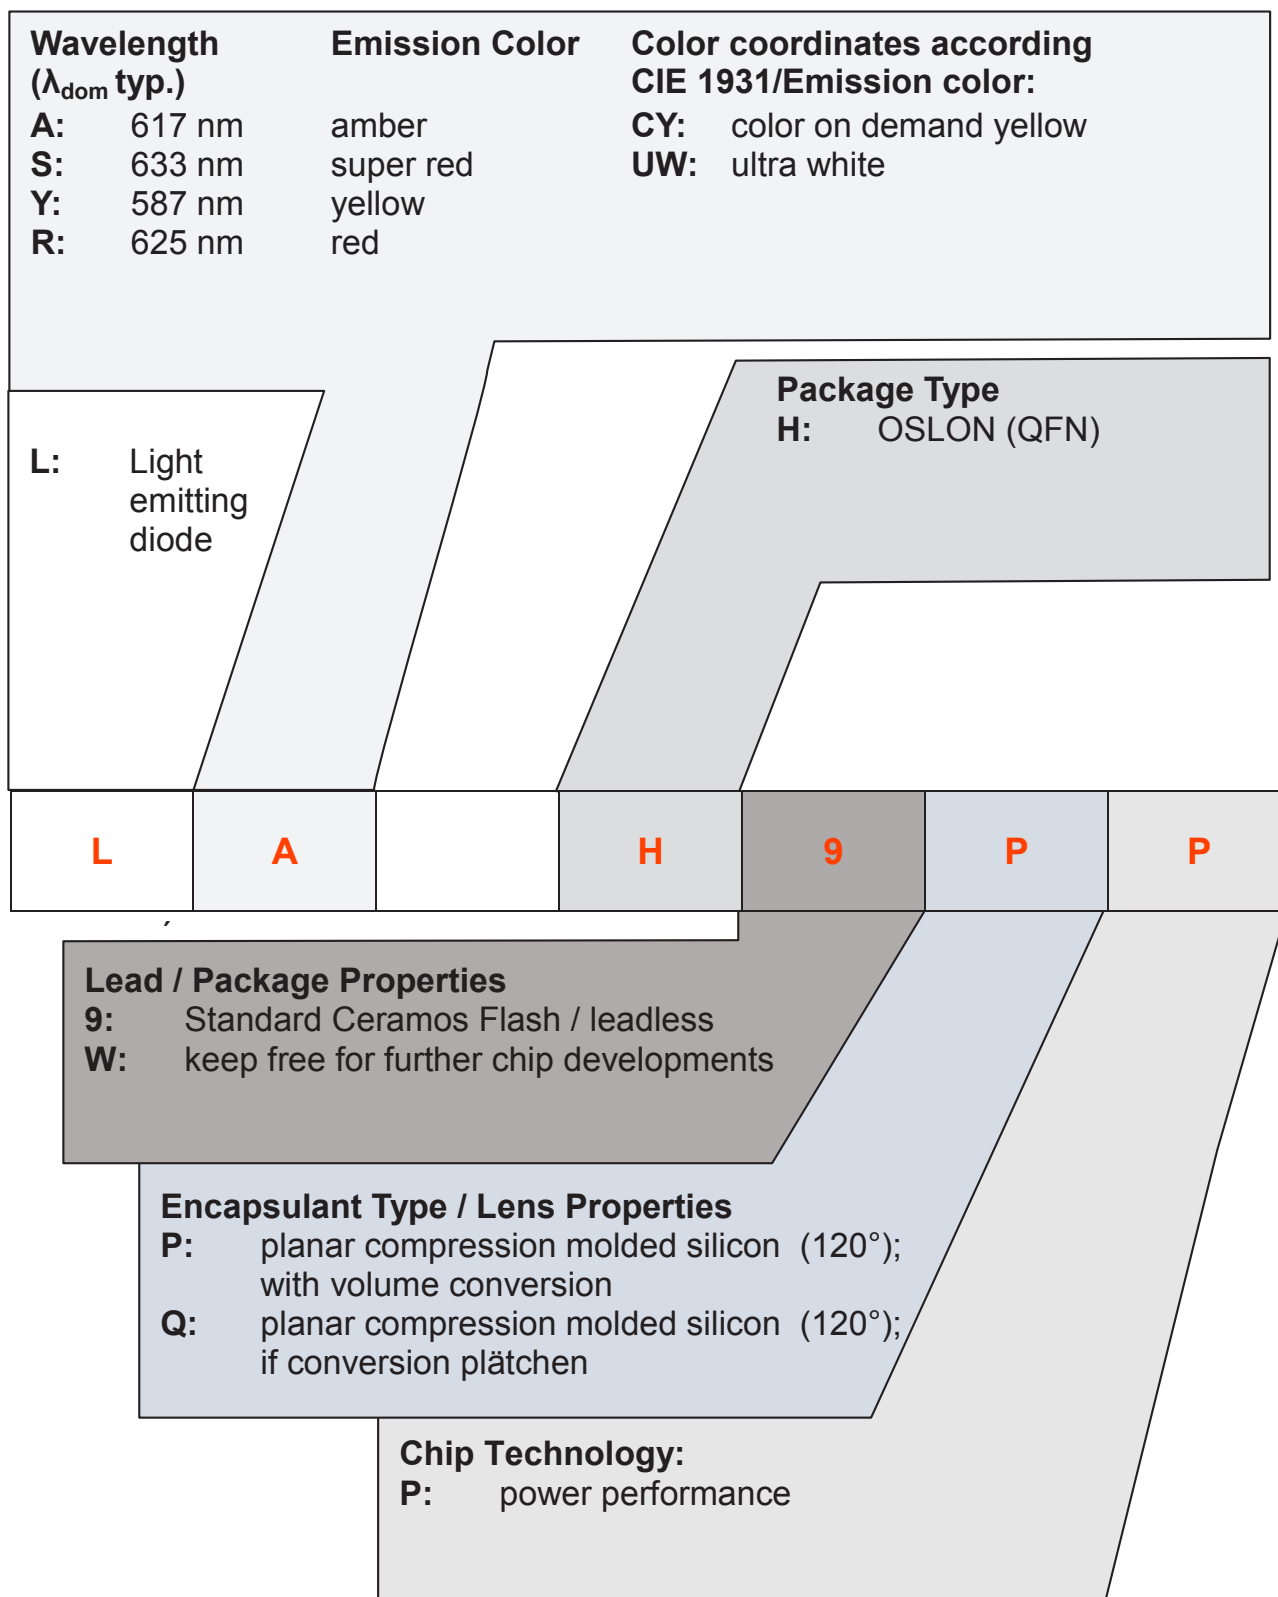 Wavelength Emission Color Color coordinates according
(λdom typ.) CIE 1931/Emission color:
A: 617 nm amber CY: color on demand yellow
S: 633 nm super red UW: ultra white
Y: 587 nm yellow
R: 625 nm red
Package Type
H: OSLON (QFN)
L: Light
emitting
diode
L A H 9 P P
Lead / Package Properties
9: Standard Ceramos Flash / leadless
W: keep free for further chip developments
Encapsulant Type / Lens Properties
P: planar compression molded silicon (120°);
with volume conversion
Q: planar compression molded silicon (120°);
if conversion plätchen
Chip Technology:
P: power performance